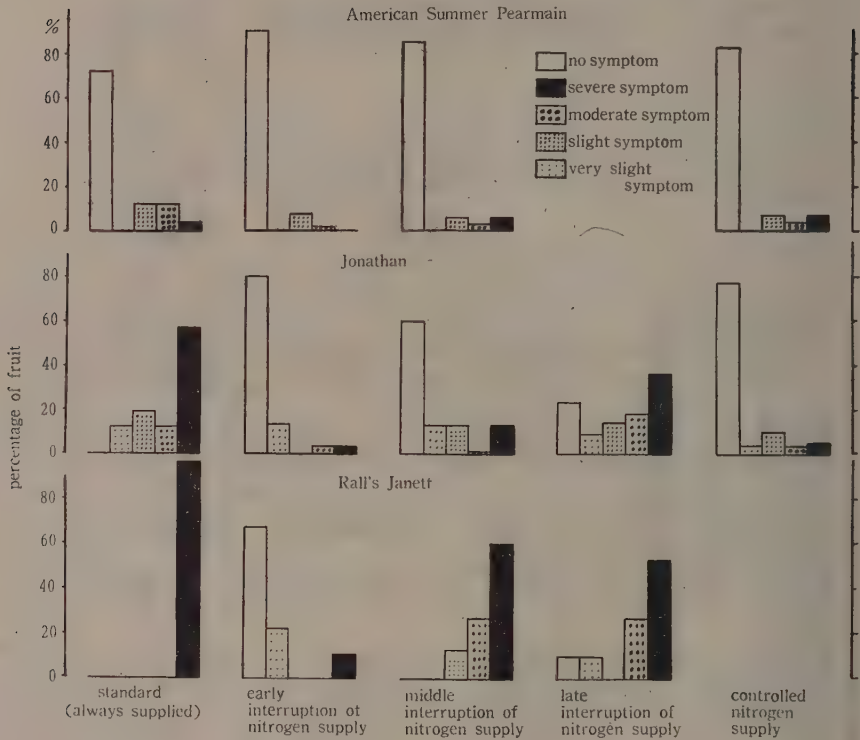 American Summer Pearmain
%
80
60
40
20
0
no symptom
severe symptom
moderate symptom
slight symptom
very slight
symptom
Jonathan
80
60
40
20
0
percentage of fruit
Rall's Janett
80
60
40
20
0
standard
(always supplied)
early
interruption ot
nitrogen supply
middle
interruption of
nitrogen supply
late
interruption of
nitrogén supply
controlled
nitrogen
supply